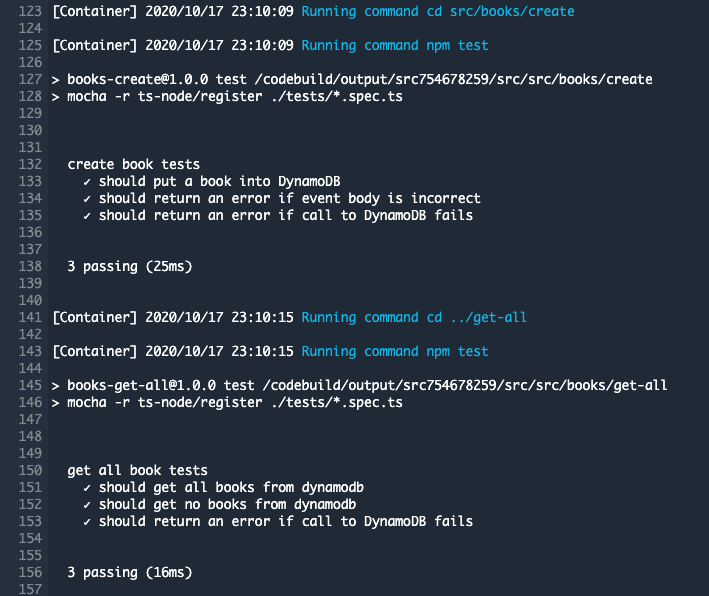 123 [Container] 2020/10/17 23:10:09 Running command cd src/books/create
124
125 [Container] 2020/10/17 23:10:09 Running command npm test
126
127 > books-create@1.0.0 test /codebuild/output/src754678259/src/src/books/create
128 > mocha -r ts-node/register ./tests/*.spec.ts
129
130
131
132 create book tests
133 ✓ should put a book into DynamoDB
134 ✓ should return an error if event body is incorrect
135 ✓ should return an error if call to DynamoDB fails
136
137
138 3 passing (25ms)
139
140
141 [Container] 2020/10/17 23:10:15 Running command cd ../get-all
142
143 [Container] 2020/10/17 23:10:15 Running command npm test
144
145 > books-get-all@1.0.0 test /codebuild/output/src754678259/src/src/books/get-all
146 > mocha -r ts-node/register ./tests/*.spec.ts
147
148
149
150 get all book tests
151 ✓ should get all books from dynamodb
152 ✓ should get no books from dynamodb
153 ✓ should return an error if call to DynamoDB fails
154
155
156 3 passing (16ms)
157